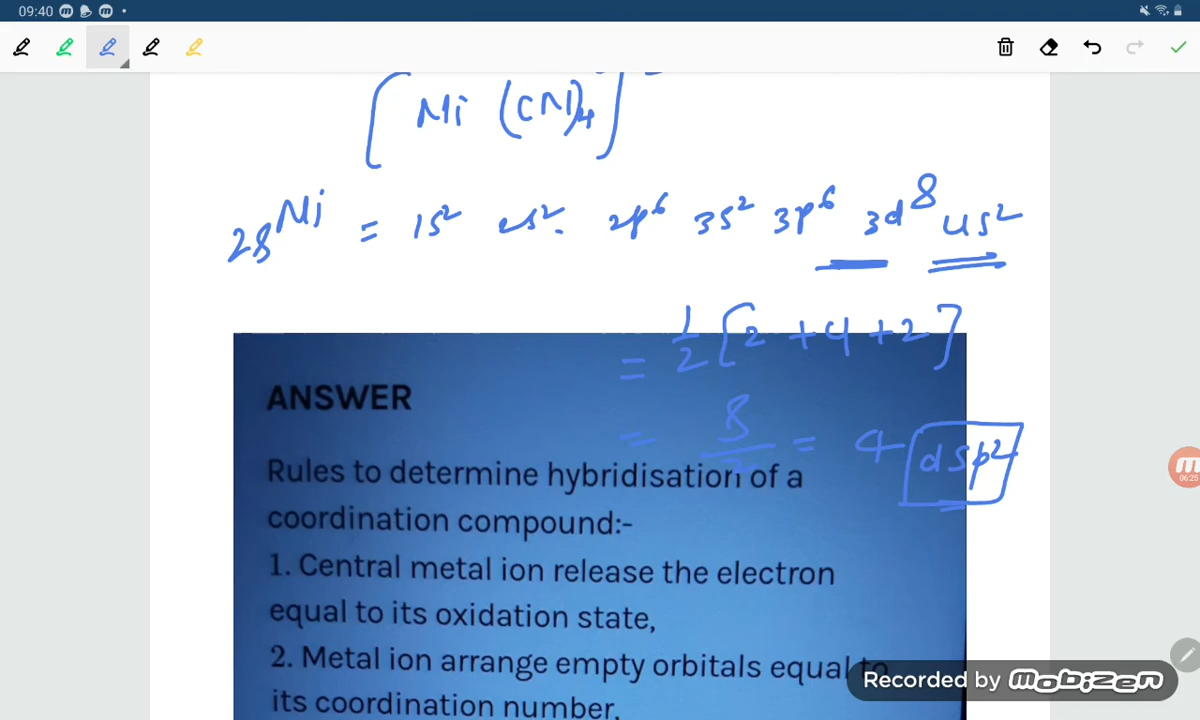 09:40
[Ni (CN)4]
28Ni = 1s² 2s² 2p⁶ 3s² 3p⁶ 3d⁸ 4s²
= 1/2 [2 + 4 + 2]
= 8/2 = 4 dsp²
ANSWER
Rules to determine hybridisation of a
coordination compound:-
1. Central metal ion release the electron
equal to its oxidation state,
2. Metal ion arrange empty orbitals equal to
its coordination number,
Recorded by mobizen
06:25